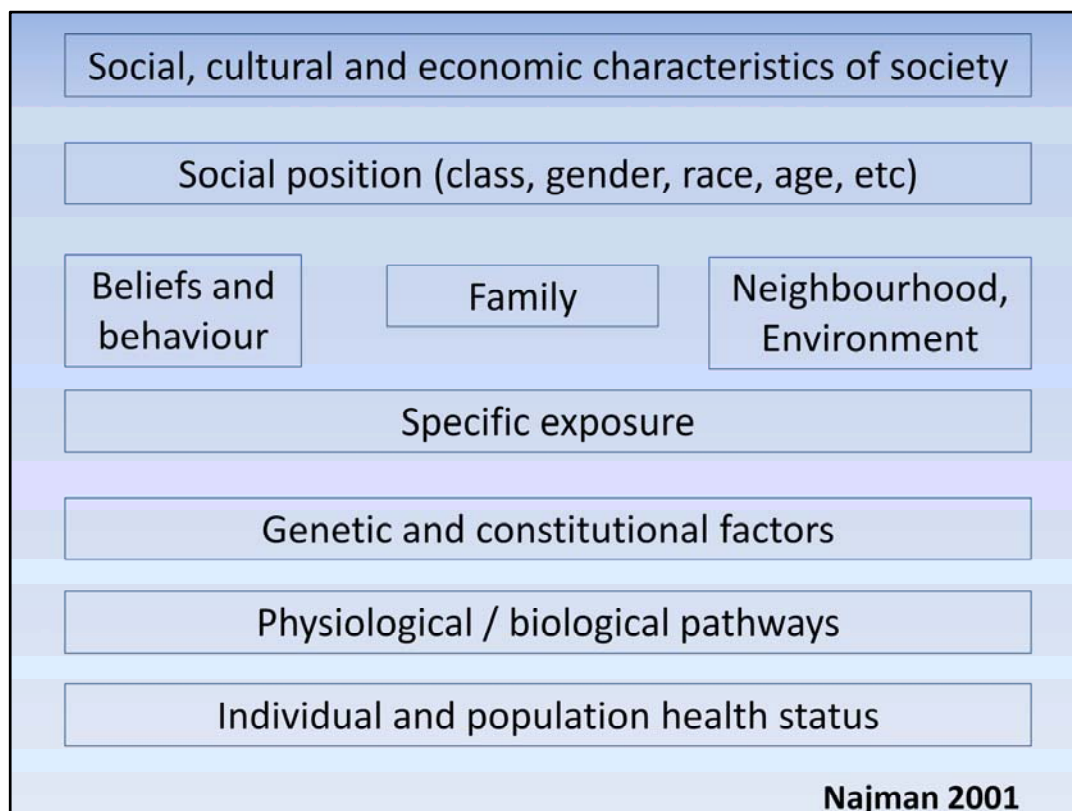 Social, cultural and economic characteristics of society
Social position (class, gender, race, age, etc)
Beliefs and
behaviour
Family
Neighbourhood,
Environment
Specific exposure
Genetic and constitutional factors
Physiological / biological pathways
Individual and population health status
Najman 2001